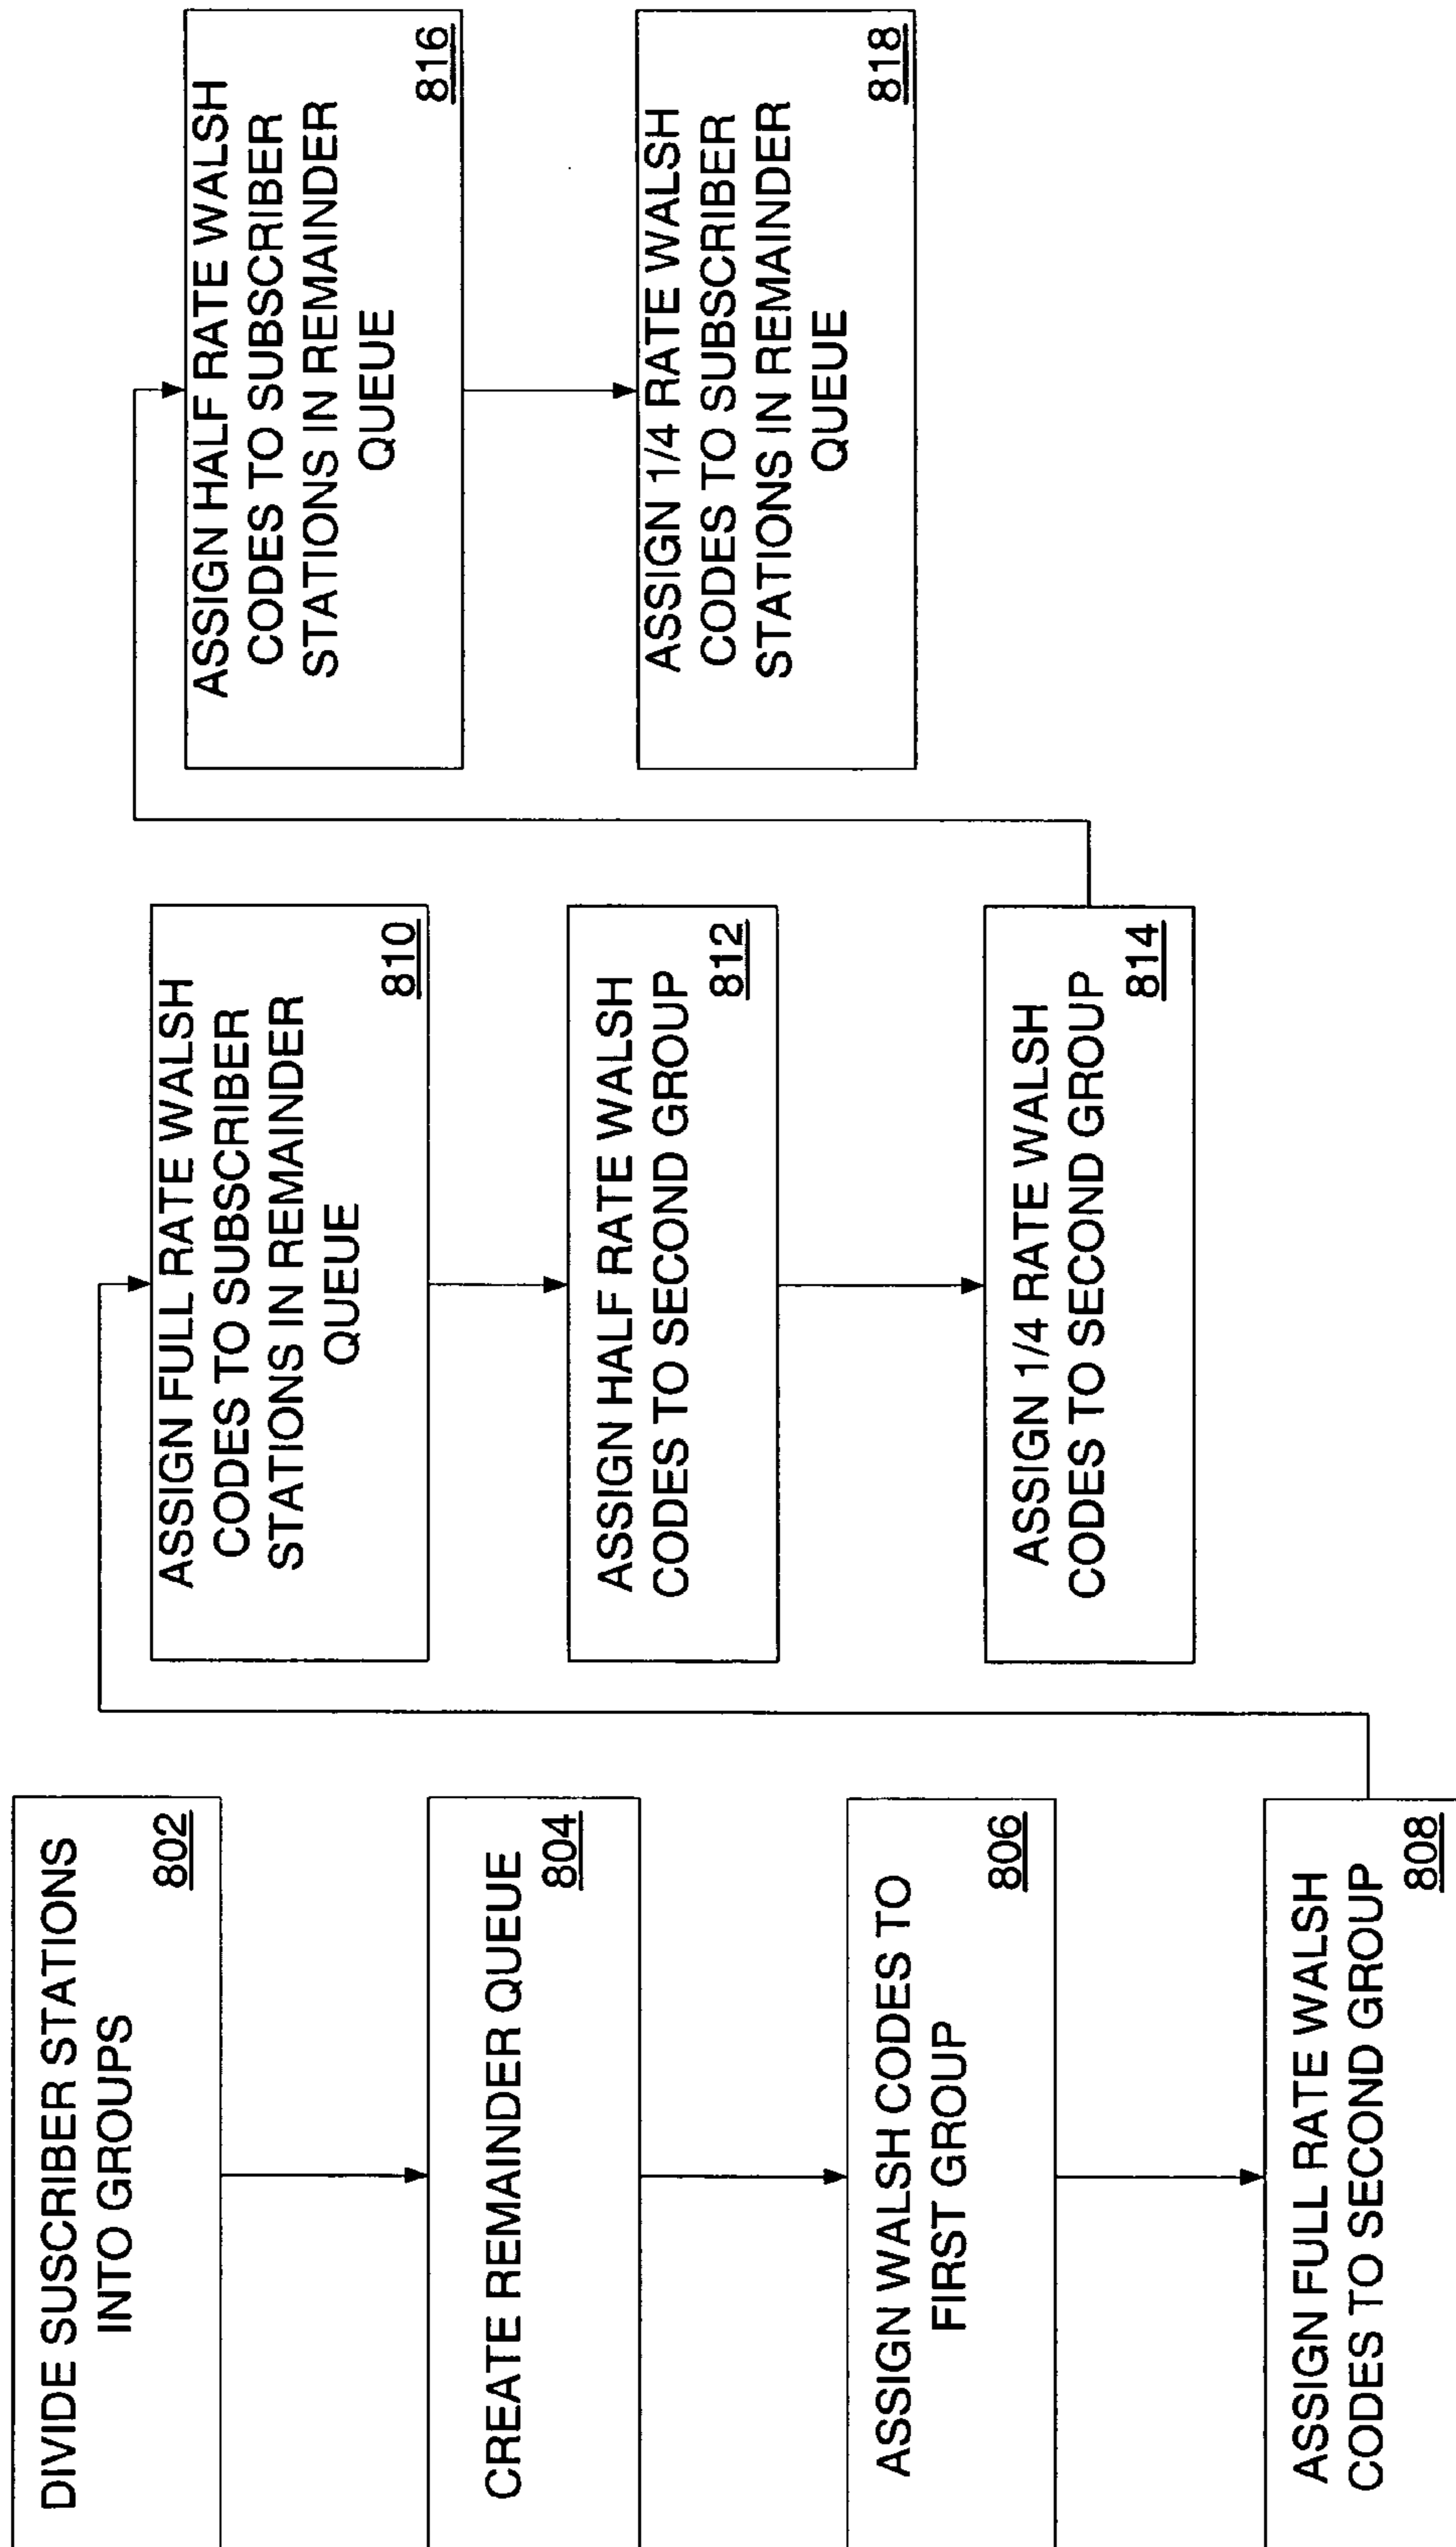 DIVIDE SUSCRIBER STATIONS
INTO GROUPS
802
CREATE REMAINDER QUEUE
804
ASSIGN WALSH CODES TO
FIRST GROUP
806
ASSIGN FULL RATE WALSH
CODES TO SECOND GROUP
808
ASSIGN FULL RATE WALSH
CODES TO SUBSCRIBER
STATIONS IN REMAINDER
QUEUE
810
ASSIGN HALF RATE WALSH
CODES TO SECOND GROUP
812
ASSIGN 1/4 RATE WALSH
CODES TO SECOND GROUP
814
ASSIGN HALF RATE WALSH
CODES TO SUBSCRIBER
STATIONS IN REMAINDER
QUEUE
816
ASSIGN 1/4 RATE WALSH
CODES TO SUBSCRIBER
STATIONS IN REMAINDER
QUEUE
818